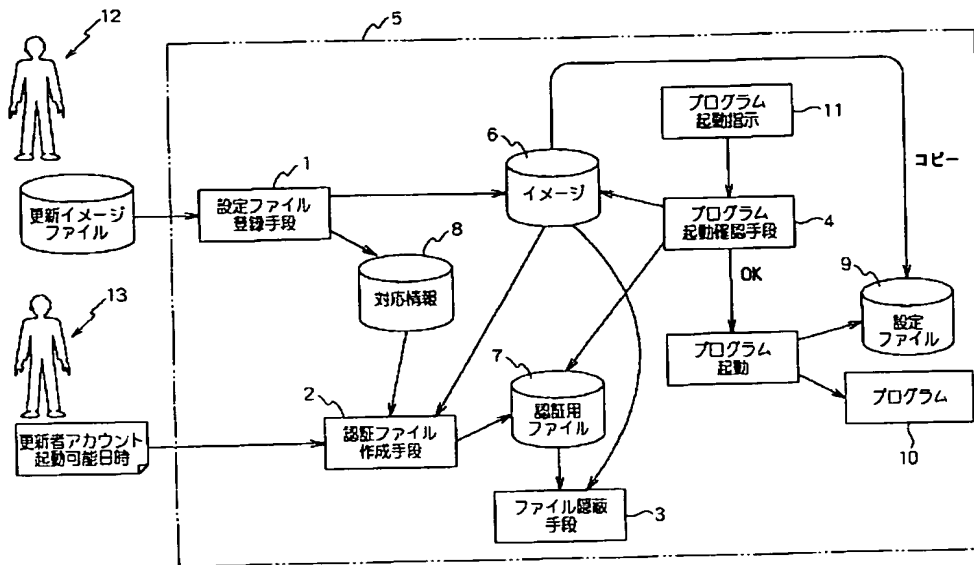 12
5
プログラム
起動指示
11
6
コピー
1
イメージ
更新イメージ
ファイル
設定ファイル
登録手段
プログラム
起動確認手段
4
8
OK
9
13
対応情報
設定
ファイル
プログラム
起動
7
2
認証用
ファイル
プログラム
更新者アカウント
起動可能日時
認証ファイル
作成手段
10
ファイル隠蔽
手段
3